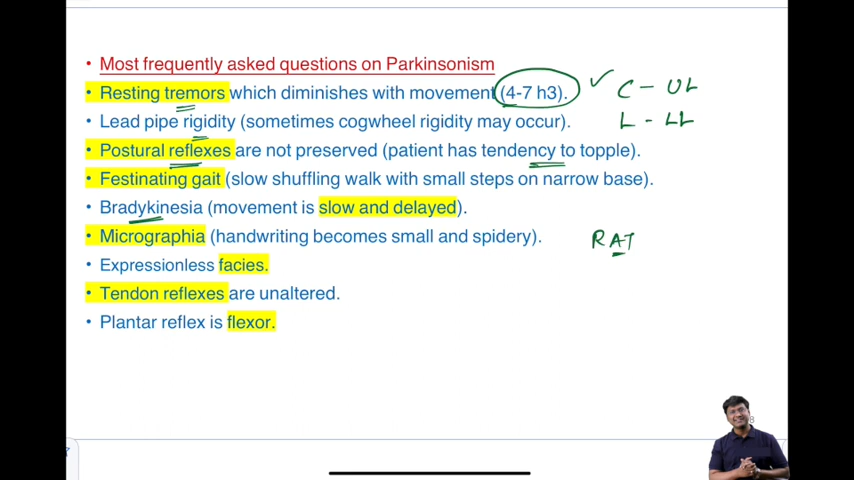 • Most frequently asked questions on Parkinsonism
• Resting tremors which diminishes with movement (4-7 h3).
C - UL
• Lead pipe rigidity (sometimes cogwheel rigidity may occur).
L - LL
• Postural reflexes are not preserved (patient has tendency to topple).
• Festinating gait (slow shuffling walk with small steps on narrow base).
• Bradykinesia (movement is slow and delayed).
• Micrographia (handwriting becomes small and spidery).
RAT
• Expressionless facies.
• Tendon reflexes are unaltered.
• Plantar reflex is flexor.